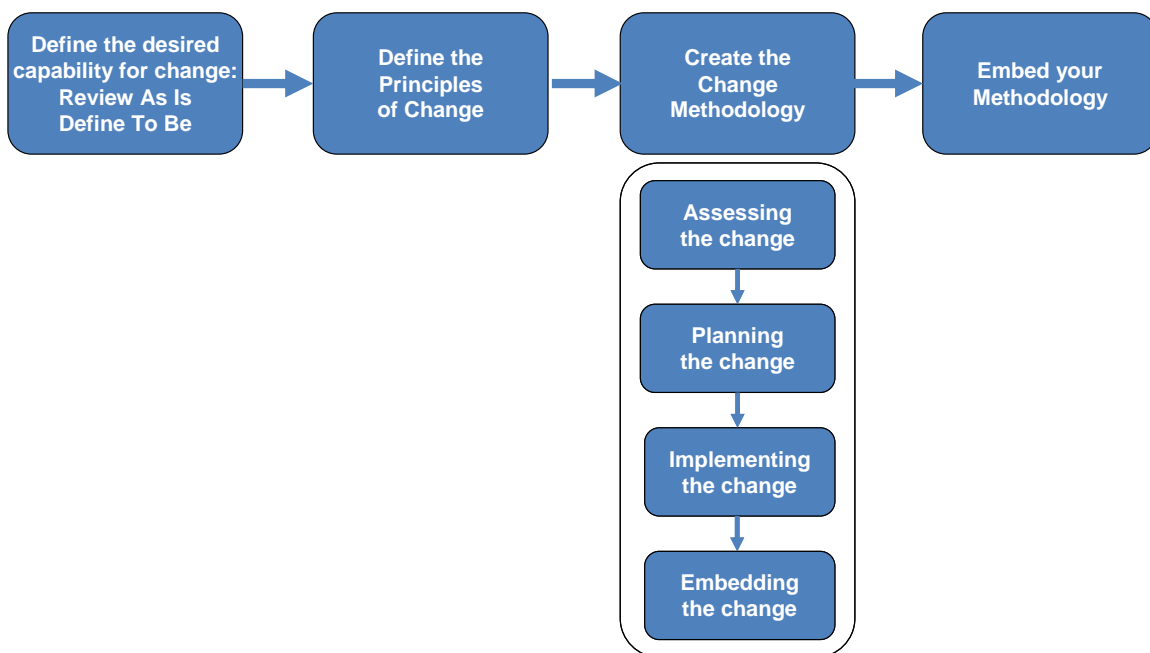 Define the desired
capability for change:
Review As Is
Define To Be
Define the
Principles
of Change
Create the
Change
Methodology
Embed your
Methodology
Assessing
the change
Planning
the change
Implementing
the change
Embedding
the change